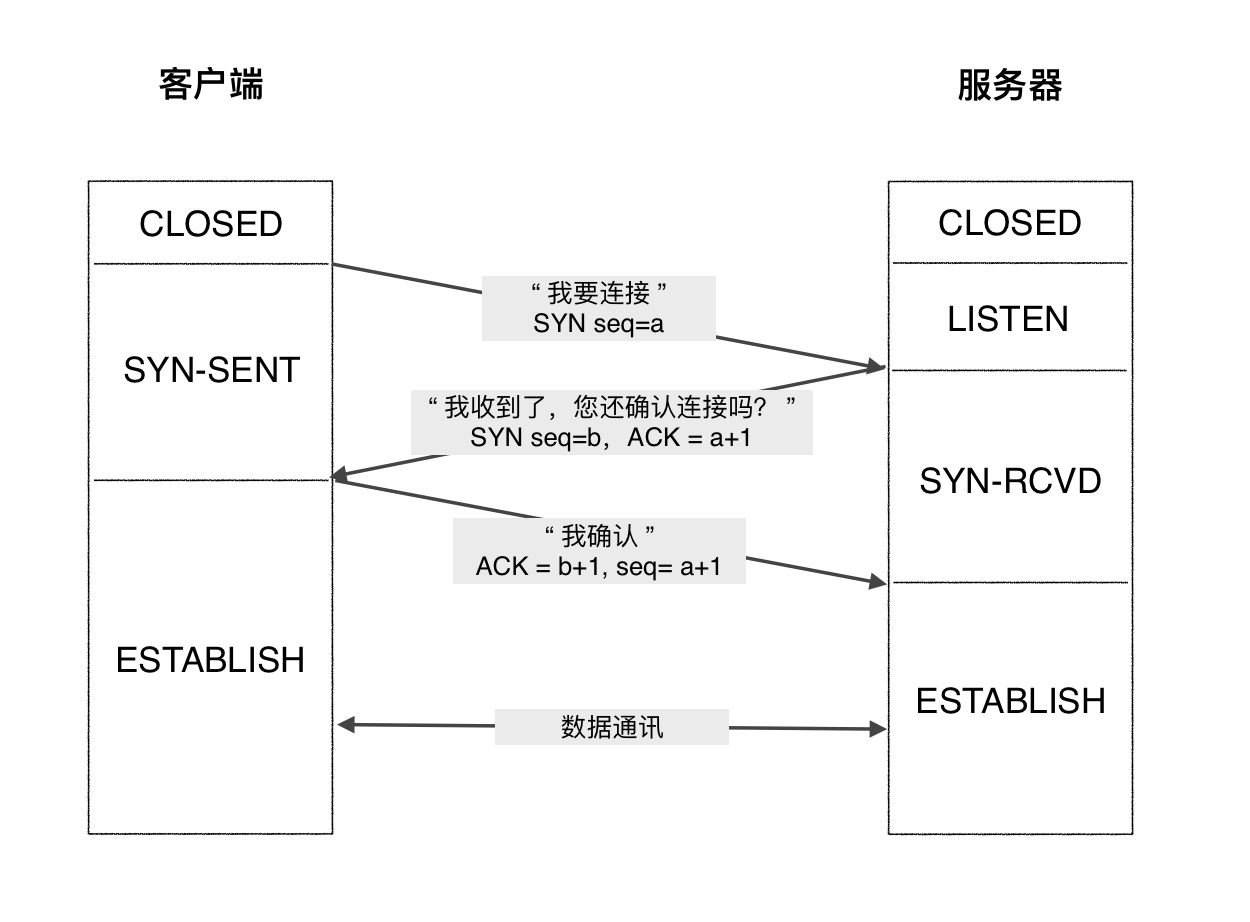 客户端
服务器
CLOSED
CLOSED
“ 我要连接 ”
SYN seq=a
LISTEN
SYN-SENT
“ 我收到了，您还确认连接吗？ ”
SYN seq=b，ACK = a+1
SYN-RCVD
“ 我确认 ”
ACK = b+1, seq= a+1
ESTABLISH
ESTABLISH
数据通讯